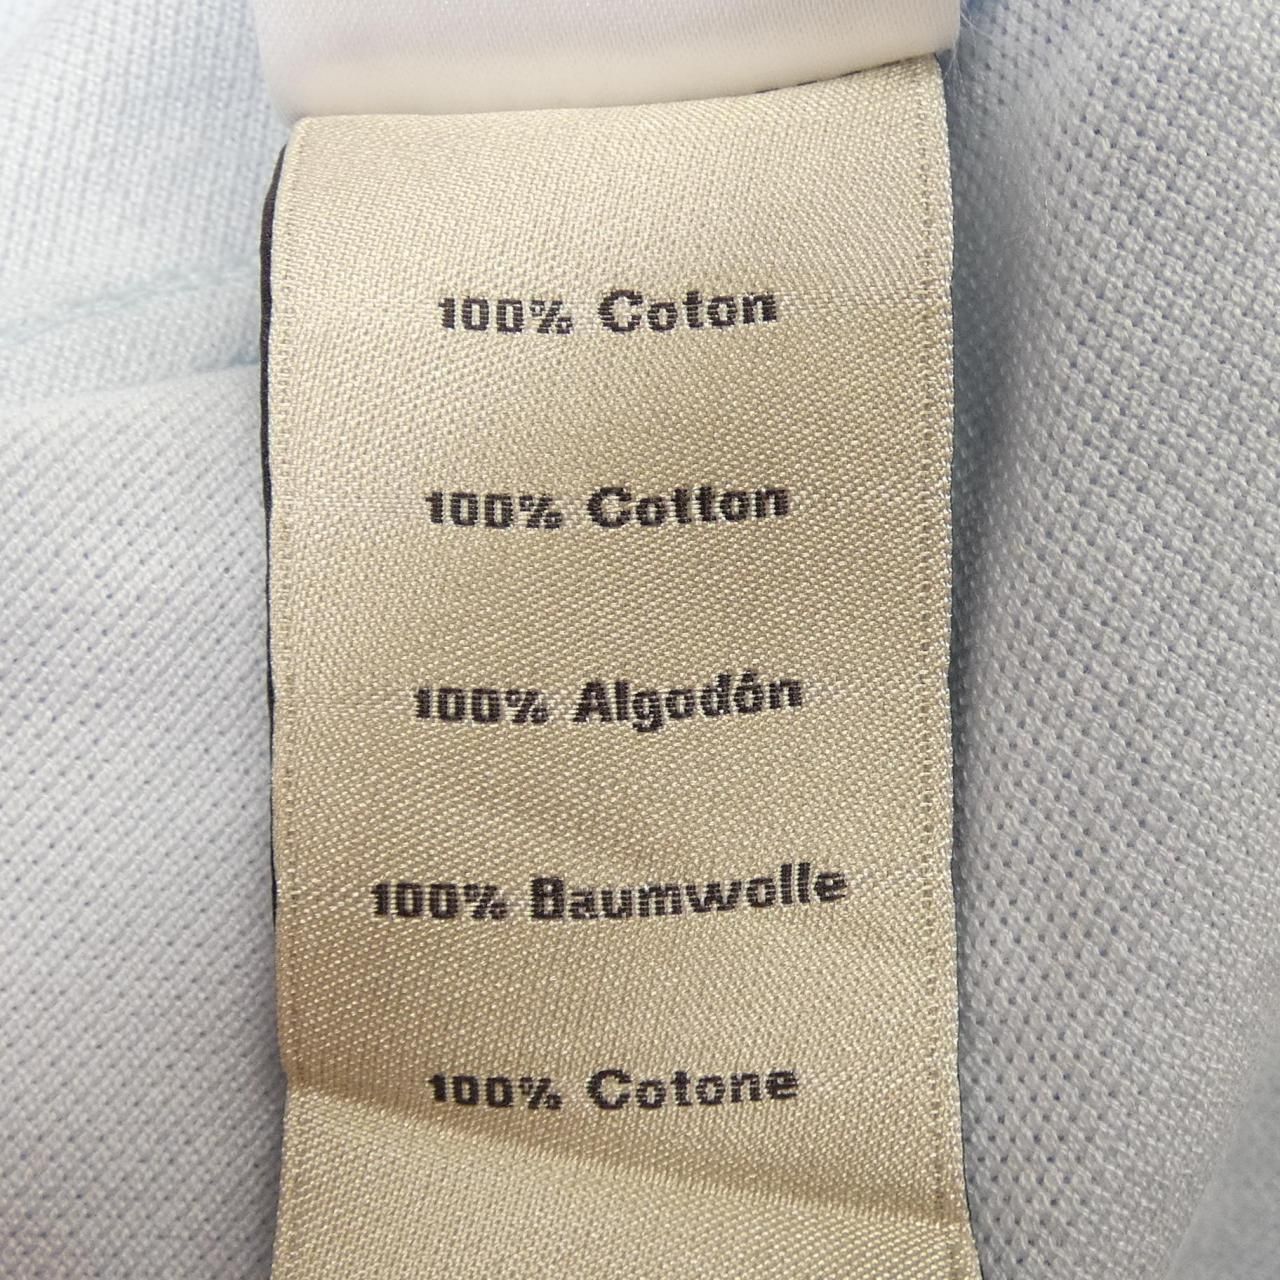 100% Coton
100% Cotton
100% Algodón
100% Baumwolle
100% Cotone